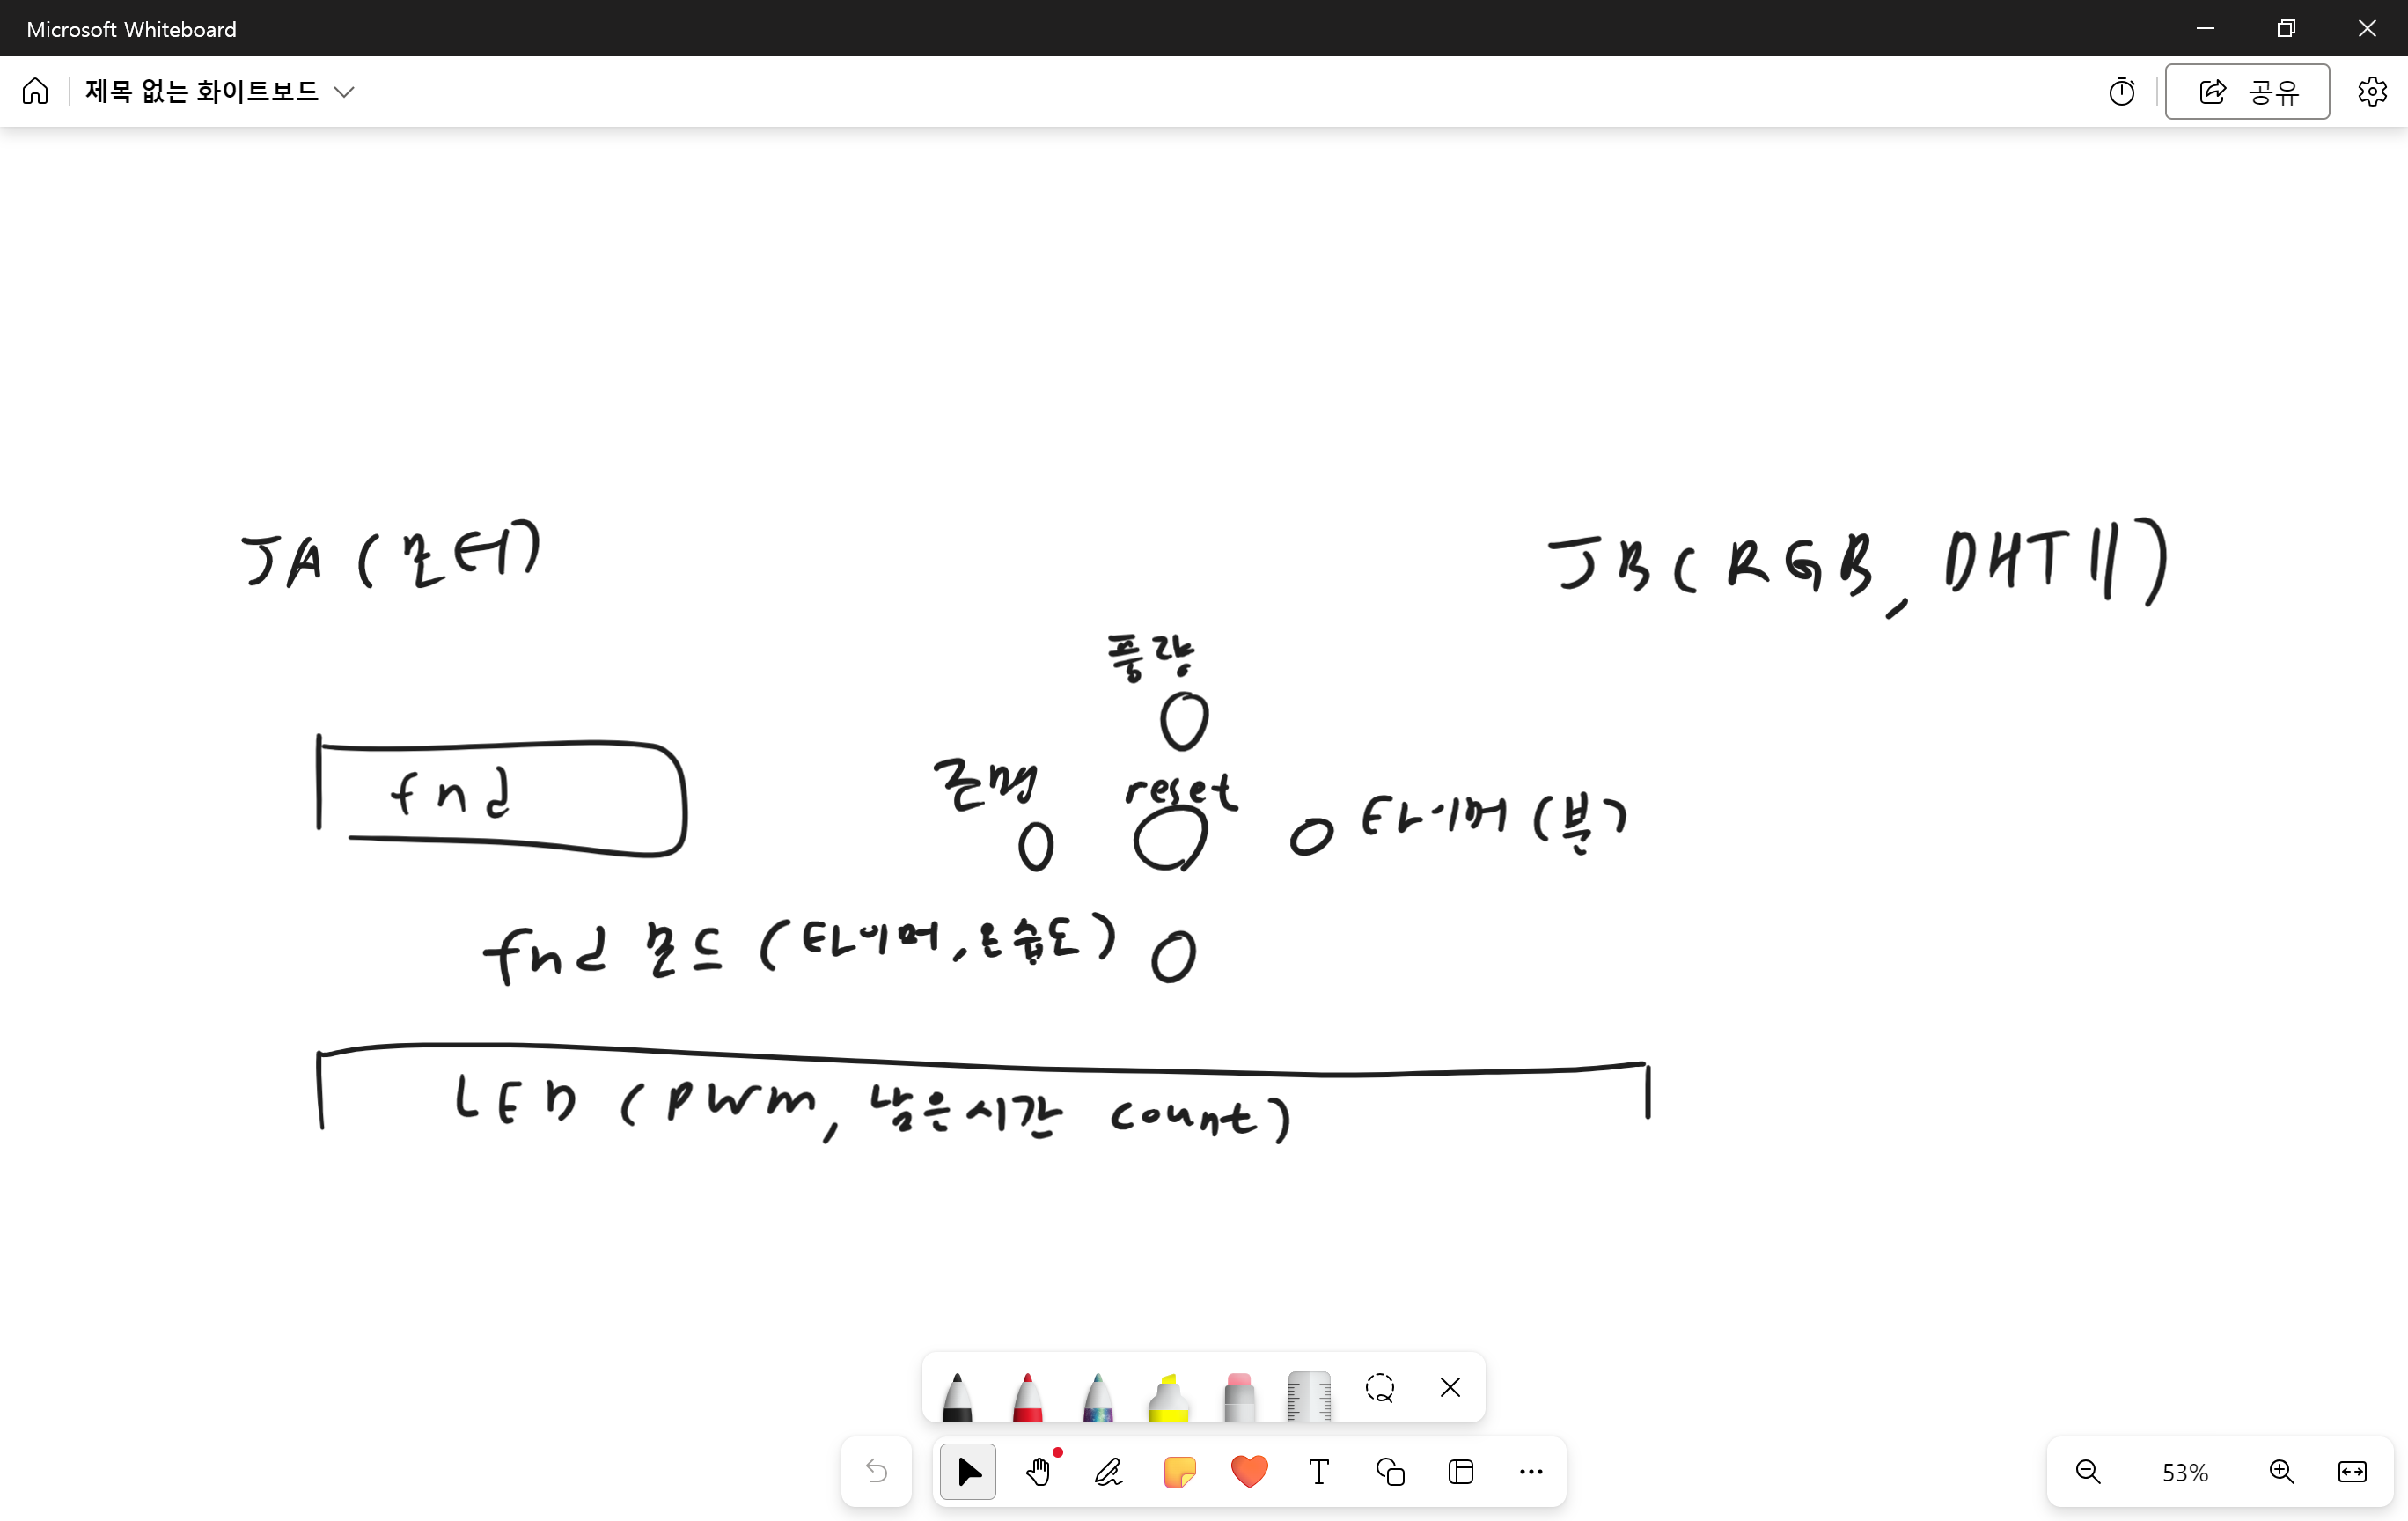 Microsoft Whiteboard
제목 없는 화이트보드
공유
JA (모터)
JB (RGB, DHT11)
풍량
fnd
조명
reset
타이머 (분)
fnd 모드 (타이머, 온습도)
LED (PWM, 남은시간 count)
53%